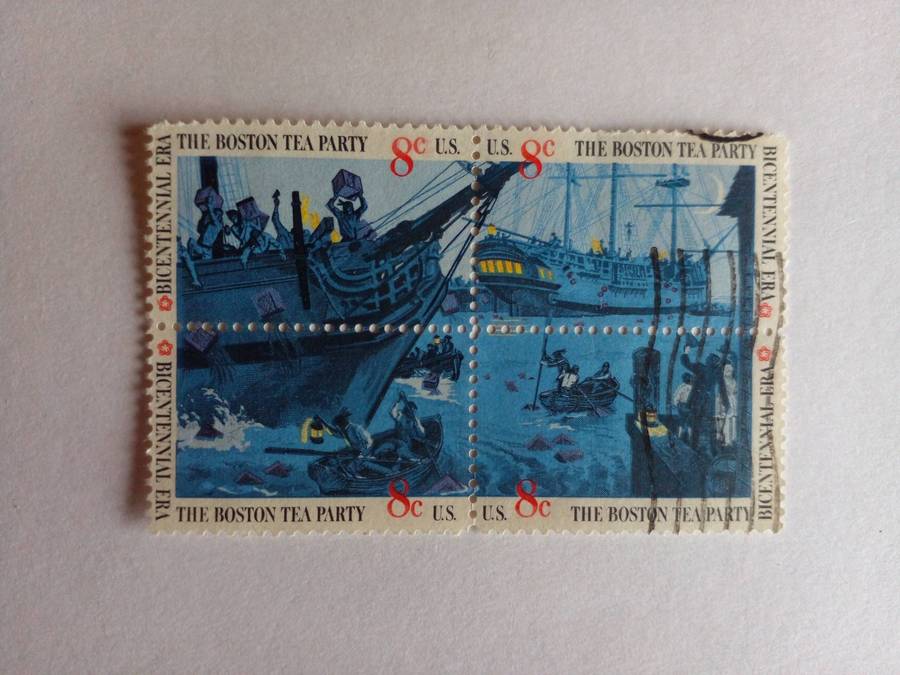 THE BOSTON TEA PARTY 8c U.S.
BICENTENNIAL ERA
U.S. 8c THE BOSTON TEA PARTY
BICENTENNIAL ERA
BICENTENNIAL ERA
THE BOSTON TEA PARTY 8c U.S.
BICENTENNIAL ERA
U.S. 8c THE BOSTON TEA PARTY